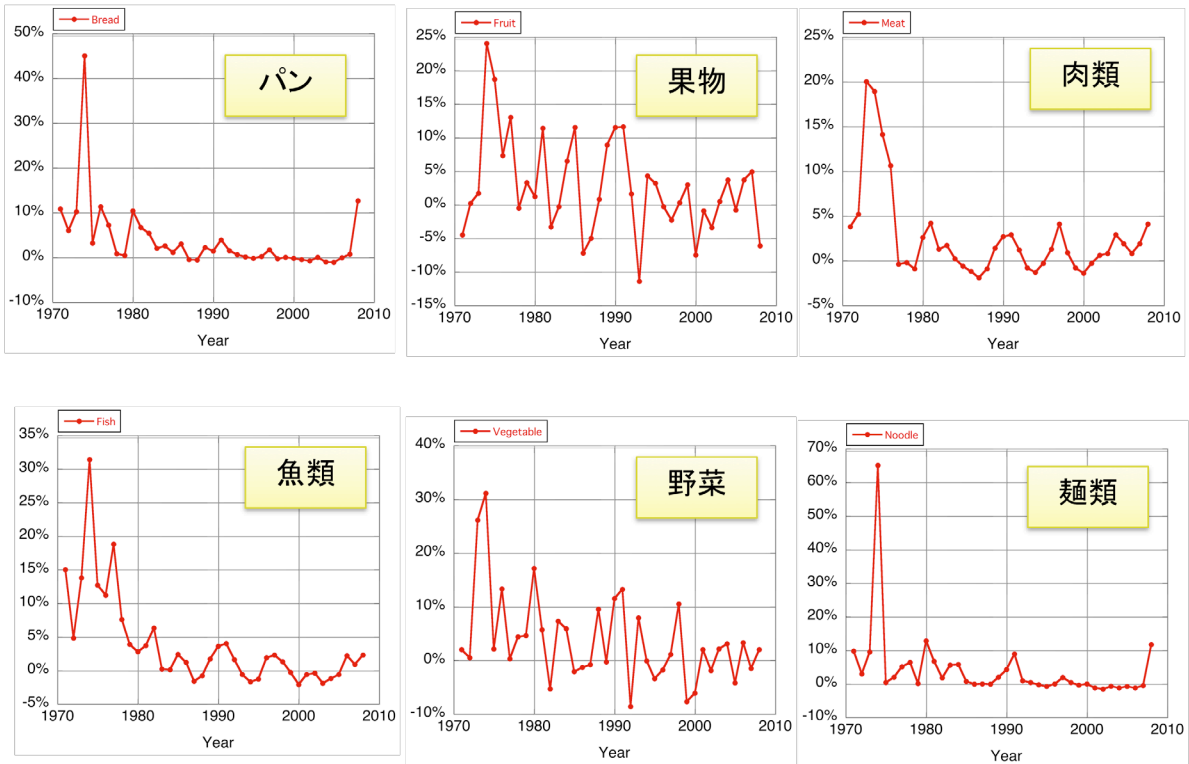 Bread
50%
40%
30%
20%
10%
0%
-10%
1970 1980 1990 2000 2010
Year
パン
Fruit
25%
20%
15%
10%
5%
0%
-5%
-10%
-15%
1970 1980 1990 2000 2010
Year
果物
Meat
25%
20%
15%
10%
5%
0%
-5%
1970 1980 1990 2000 2010
Year
肉類
Fish
35%
30%
25%
20%
15%
10%
5%
0%
-5%
1970 1980 1990 2000 2010
Year
魚類
Vegetable
40%
30%
20%
10%
0%
-10%
1970 1980 1990 2000 2010
Year
野菜
Noodle
70%
60%
50%
40%
30%
20%
10%
0%
-10%
1970 1980 1990 2000 2010
Year
麺類